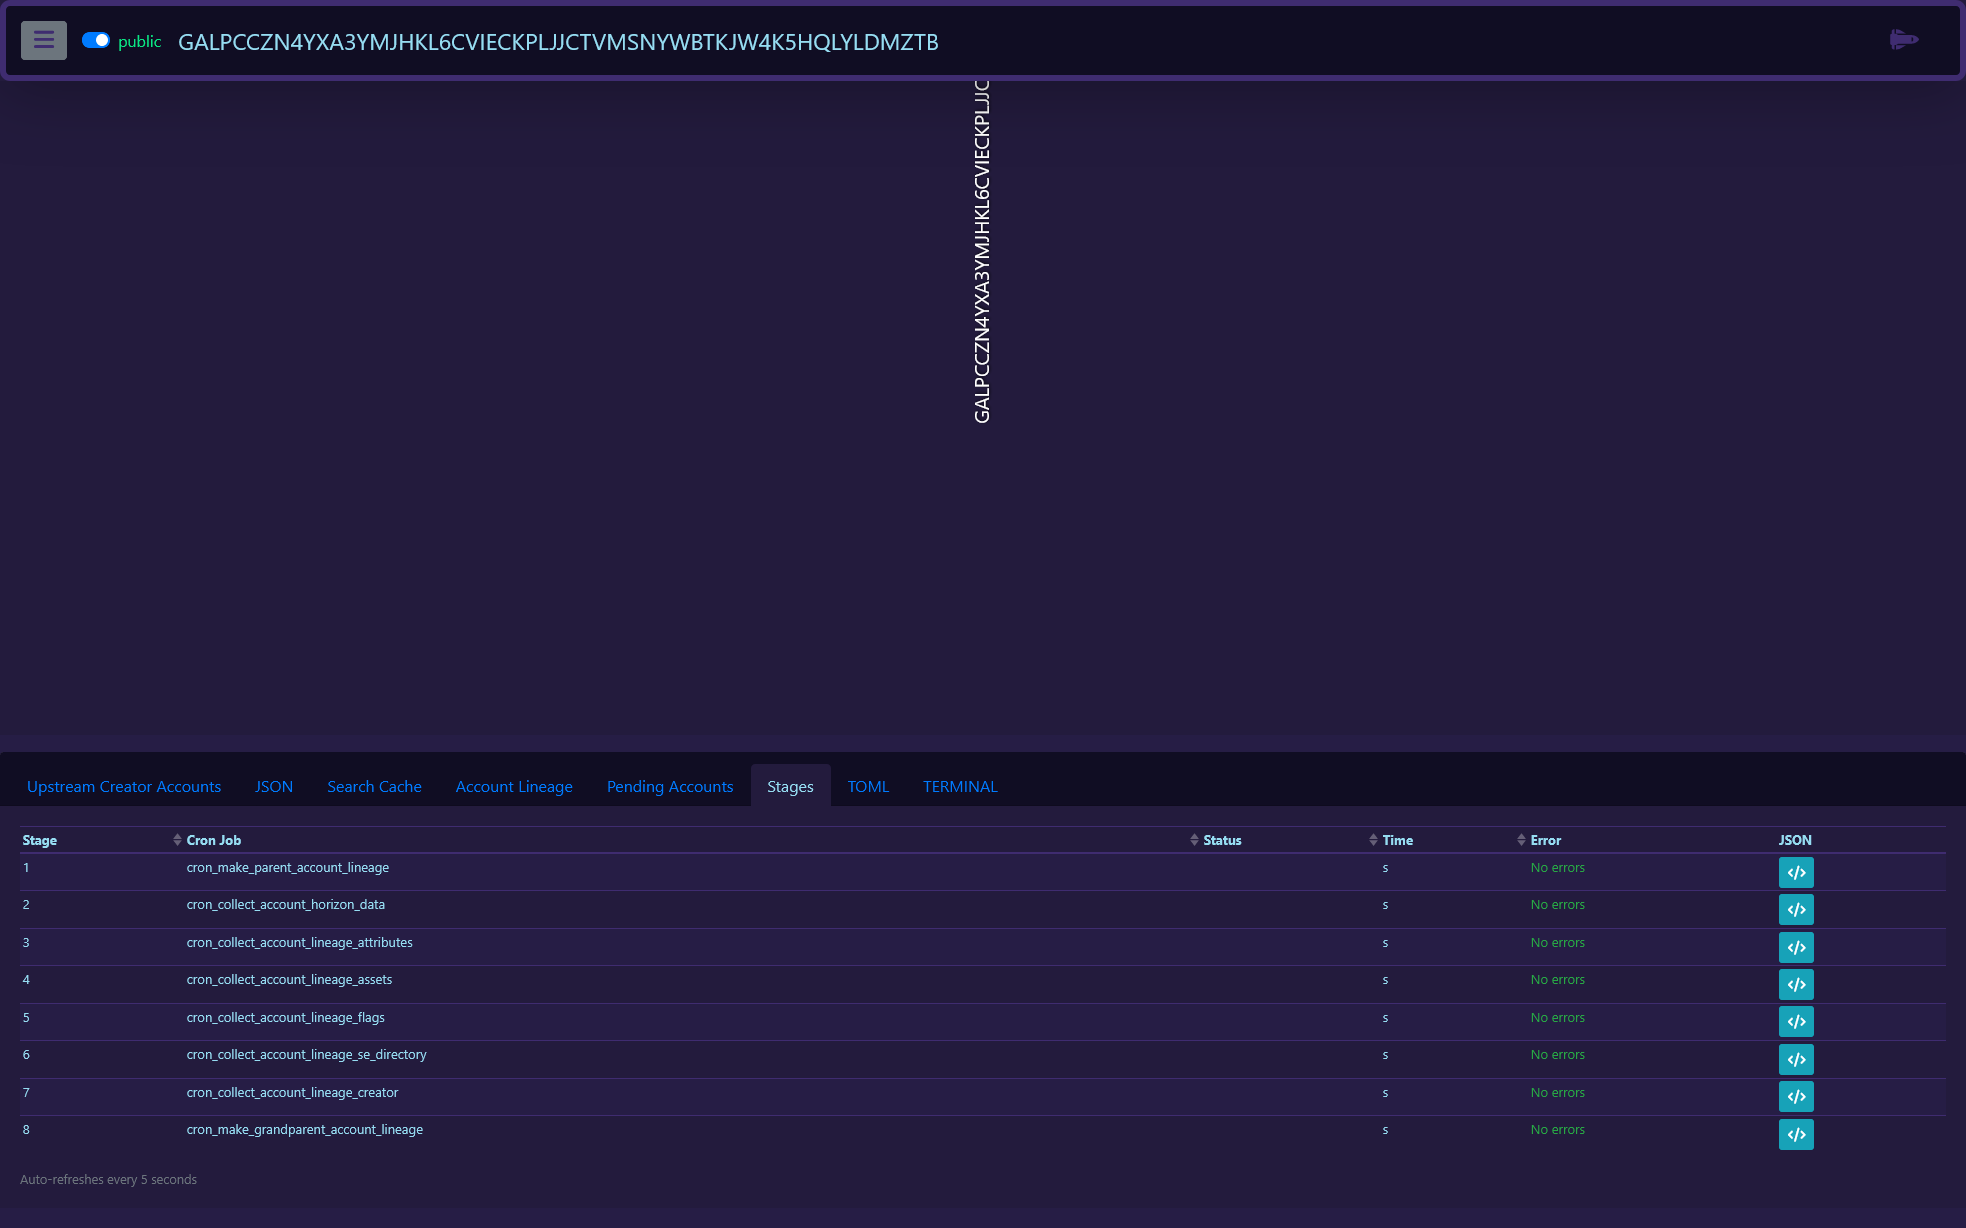 public GALPCCZN4YXA3YMJHKL6CVIECKPLJJCTVMSNYWBTKJW4K5HQLYLDMZTB
GALPCCZN4YXA3YMJHKL6CVIECKPLJJC
Upstream Creator Accounts JSON Search Cache Account Lineage Pending Accounts Stages TOML TERMINAL
Stage Cron Job Status Time Error JSON
1 cron_make_parent_account_lineage s No errors </>
2 cron_collect_account_horizon_data s No errors </>
3 cron_collect_account_lineage_attributes s No errors </>
4 cron_collect_account_lineage_assets s No errors </>
5 cron_collect_account_lineage_flags s No errors </>
6 cron_collect_account_lineage_se_directory s No errors </>
7 cron_collect_account_lineage_creator s No errors </>
8 cron_make_grandparent_account_lineage s No errors </>
Auto-refreshes every 5 seconds